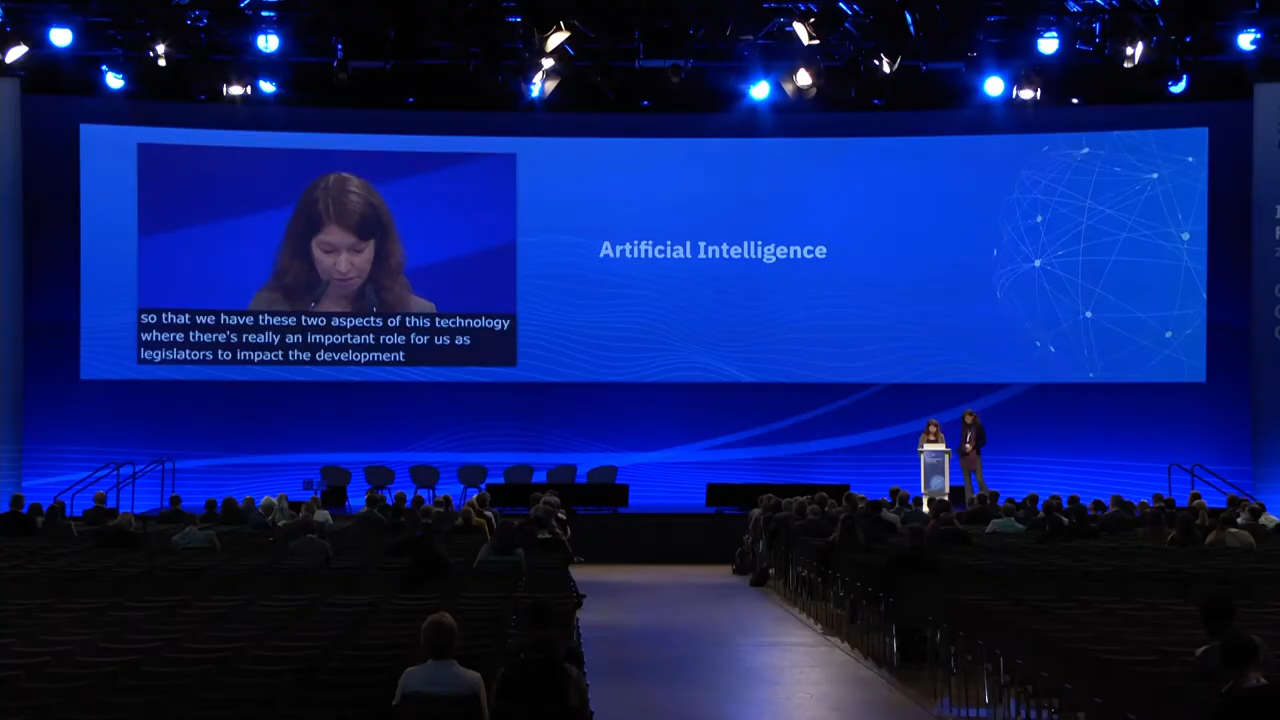 Artificial Intelligence
so that we have these two aspects of this technology
where there's really an important role for us as
legislators to impact the development